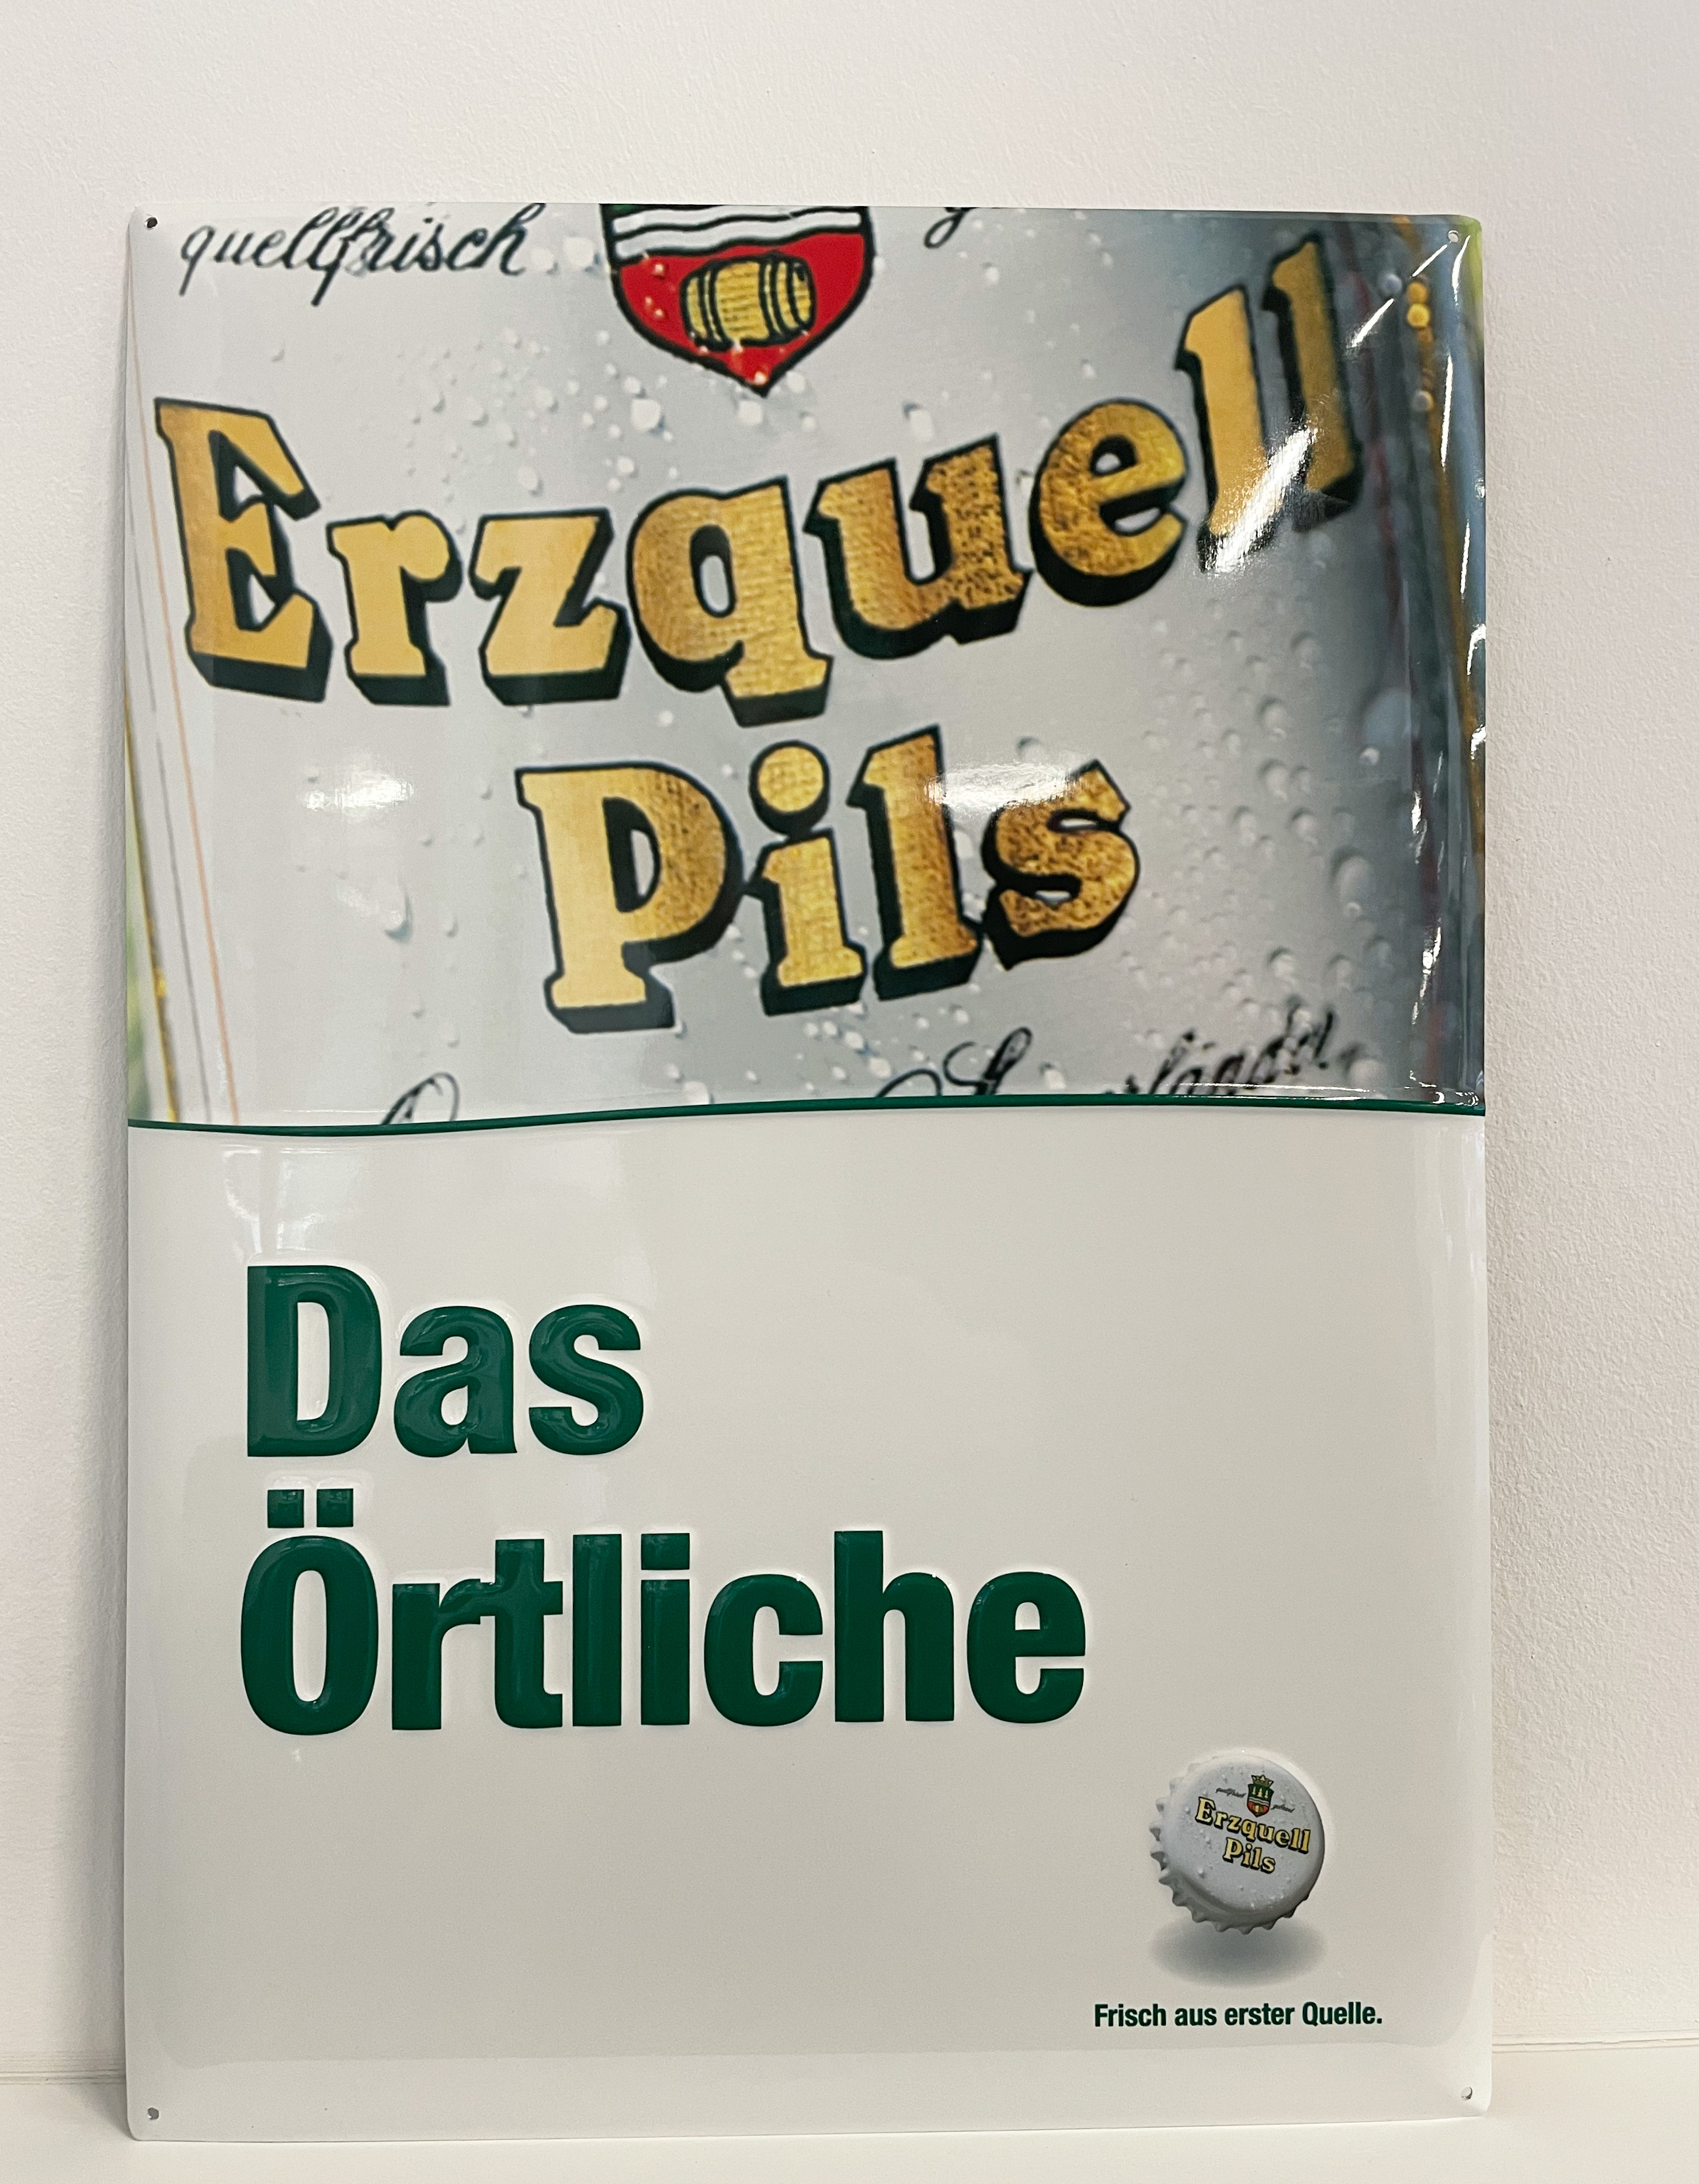 quellfrisch
Erzquell
Pils
Das
Örtliche
Erzquell
Pils
Frisch aus erster Quelle.